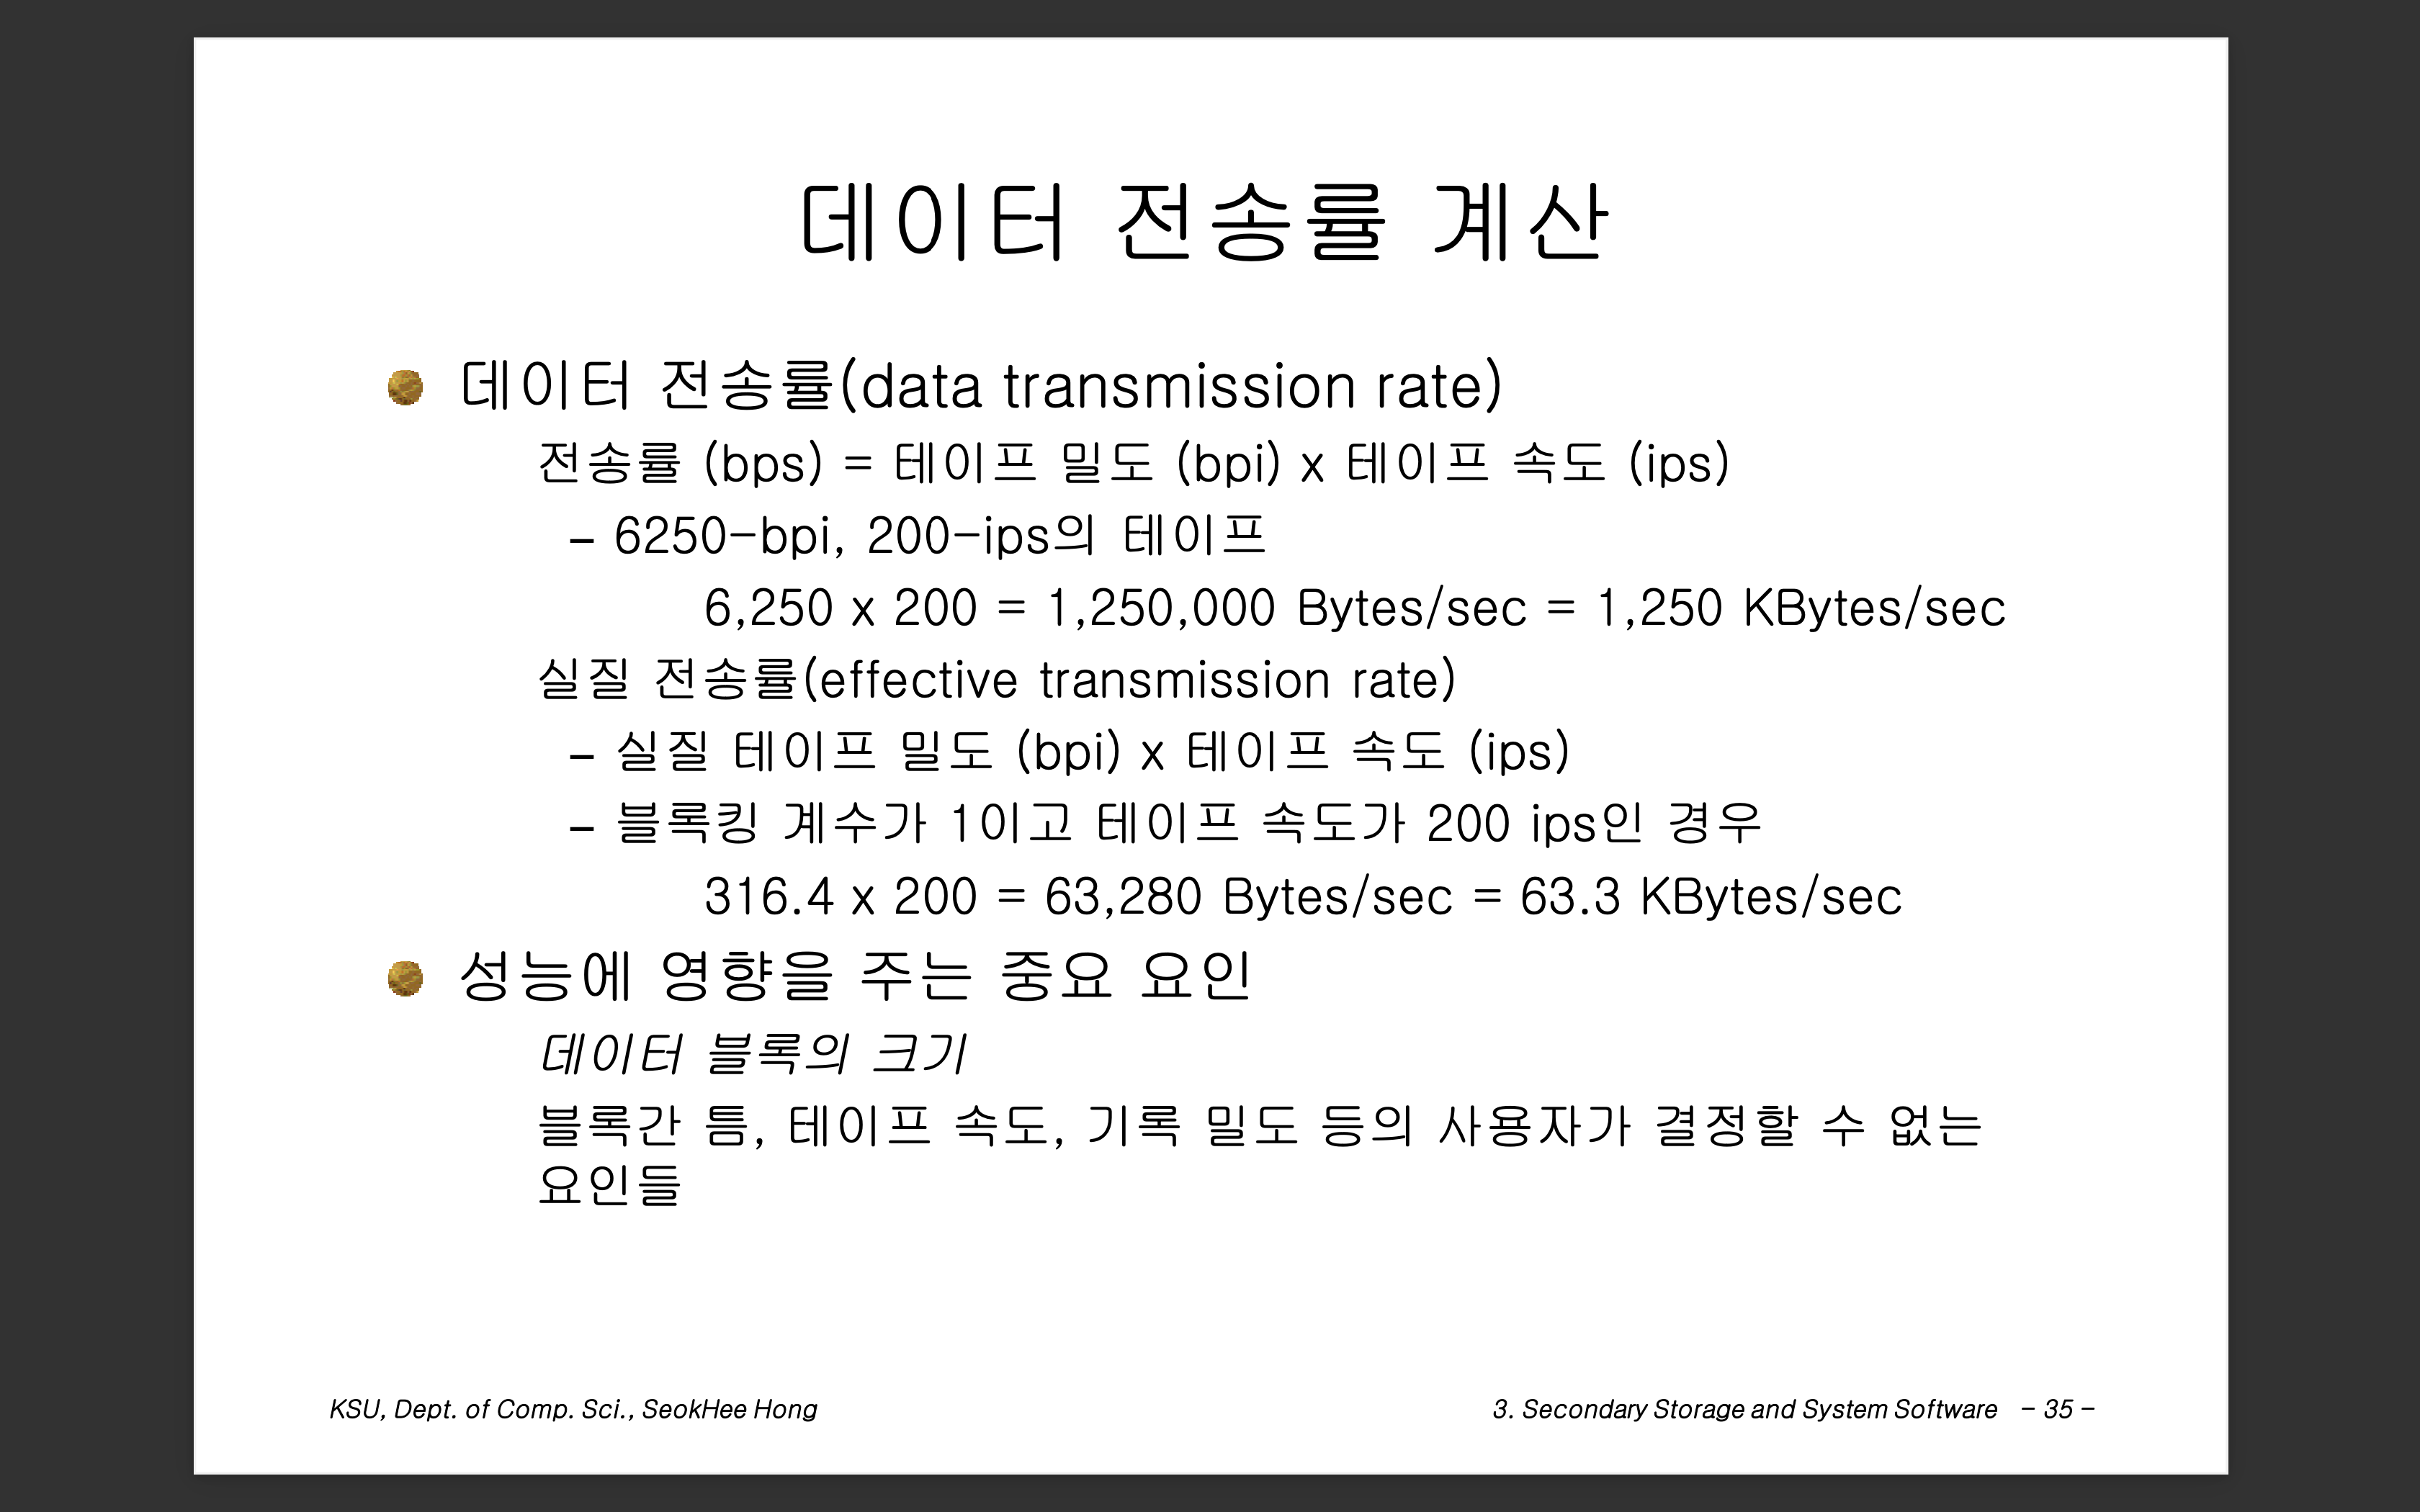 데이터 전송률 계산
데이터 전송률(data transmission rate)
전송률 (bps) = 테이프 밀도 (bpi) x 테이프 속도 (ips)
– 6250-bpi, 200-ips의 테이프
6,250 x 200 = 1,250,000 Bytes/sec = 1,250 KBytes/sec
실질 전송률(effective transmission rate)
– 실질 테이프 밀도 (bpi) x 테이프 속도 (ips)
– 블록킹 계수가 1이고 테이프 속도가 200 ips인 경우
316.4 x 200 = 63,280 Bytes/sec = 63.3 KBytes/sec
성능에 영향을 주는 중요 요인
데이터 블록의 크기
블록간 틈, 테이프 속도, 기록 밀도 등의 사용자가 결정할 수 없는
요인들
KSU, Dept. of Comp. Sci., SeokHee Hong
3. Secondary Storage and System Software - 35 -